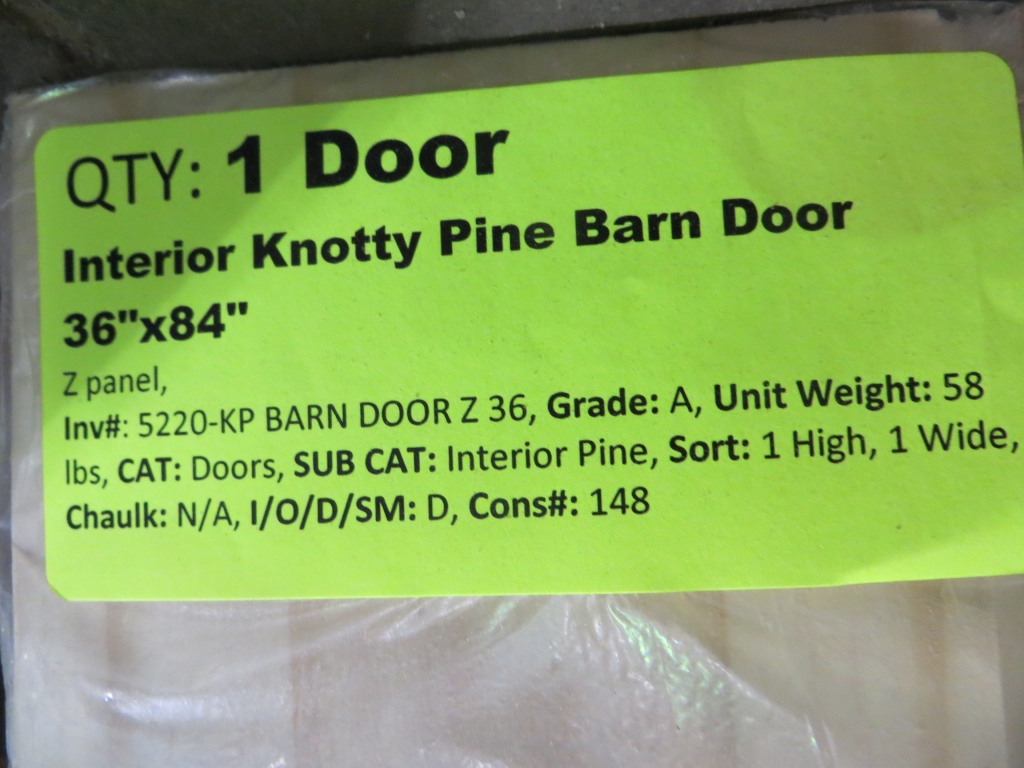 QTY: 1 Door
Interior Knotty Pine Barn Door
36"x84"
Z panel,
Inv#: 5220-KP BARN DOOR Z 36, Grade: A, Unit Weight: 58
lbs, CAT: Doors, SUB CAT: Interior Pine, Sort: 1 High, 1 Wide,
Chaulk: N/A, I/O/D/SM: D, Cons#: 148